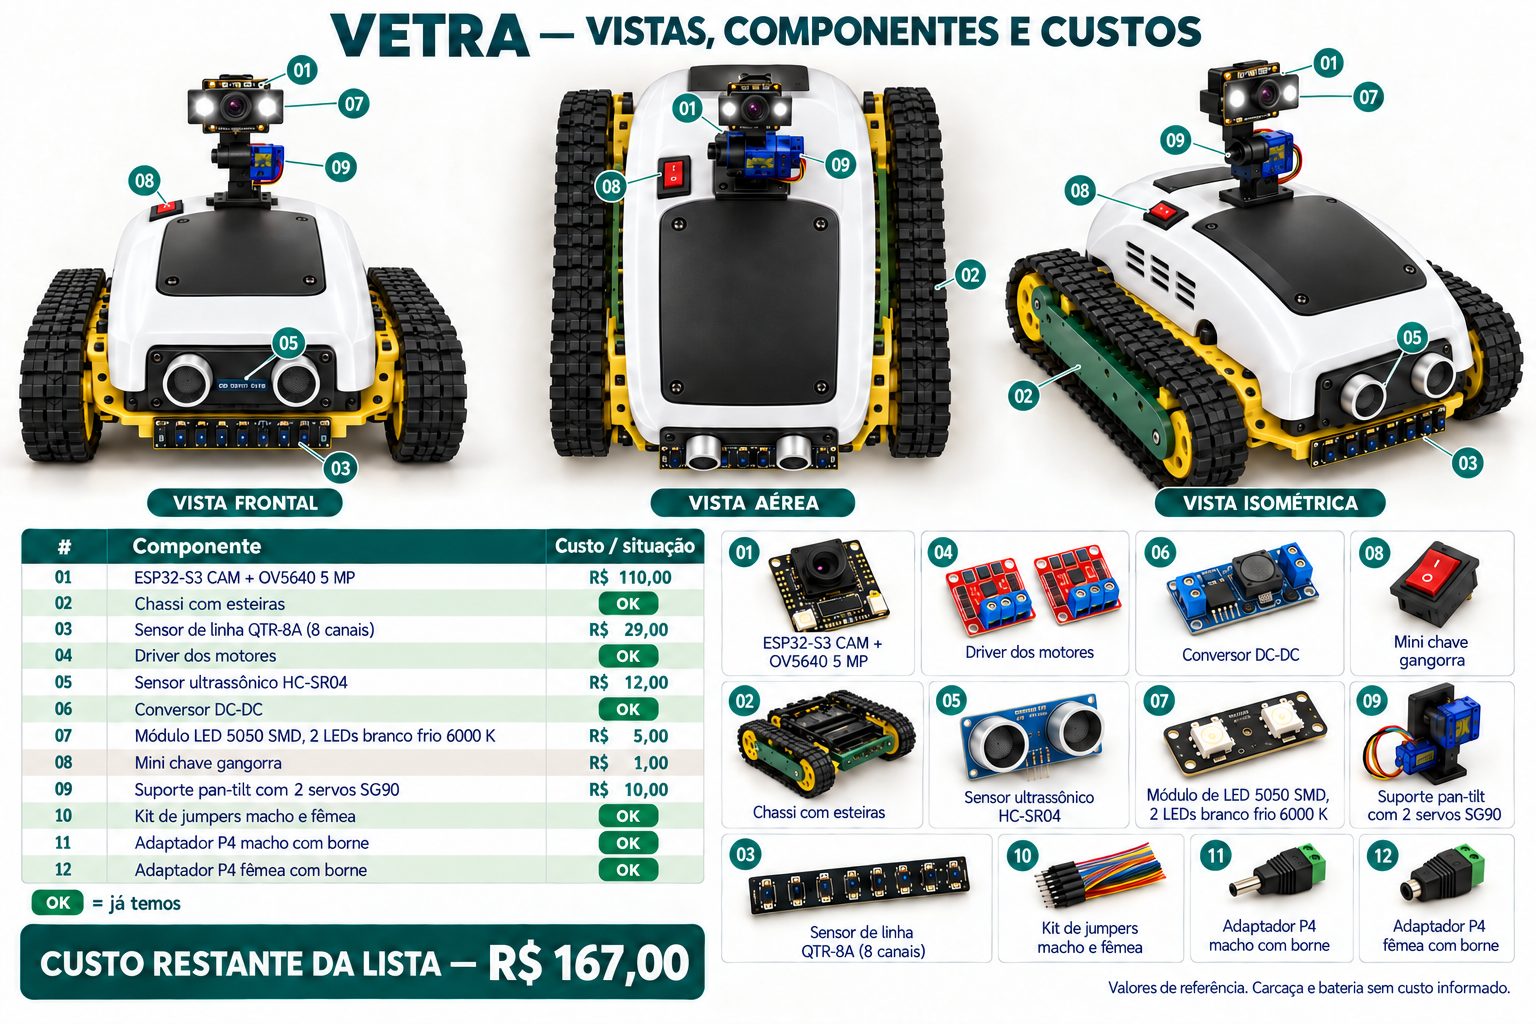 VETRA — VISTAS, COMPONENTES E CUSTOS
01
07
09
08
05
03
VISTA FRONTAL
01
09
08
02
VISTA AÉREA
01
07
09
08
05
02
03
VISTA ISOMÉTRICA
# Componente Custo / situação
01 ESP32-S3 CAM + OV5640 5 MP R$ 110,00
02 Chassi com esteiras OK
03 Sensor de linha QTR-8A (8 canais) R$ 29,00
04 Driver dos motores OK
05 Sensor ultrassônico HC-SR04 R$ 12,00
06 Conversor DC-DC OK
07 Módulo LED 5050 SMD, 2 LEDs branco frio 6000 K R$ 5,00
08 Mini chave gangorra R$ 1,00
09 Suporte pan-tilt com 2 servos SG90 R$ 10,00
10 Kit de jumpers macho e fêmea OK
11 Adaptador P4 macho com borne OK
12 Adaptador P4 fêmea com borne OK
OK = já temos
CUSTO RESTANTE DA LISTA — R$ 167,00
01
ESP32-S3 CAM +
OV5640 5 MP
04
Driver dos motores
06
Conversor DC-DC
08
Mini chave
gangorra
02
Chassi com esteiras
05
Sensor ultrassônico
HC-SR04
07
Módulo de LED 5050 SMD,
2 LEDs branco frio 6000 K
09
Suporte pan-tilt
com 2 servos SG90
03
Sensor de linha
QTR-8A (8 canais)
10
Kit de jumpers
macho e fêmea
11
Adaptador P4
macho com borne
12
Adaptador P4
fêmea com borne
Valores de referência. Carcaça e bateria sem custo informado.